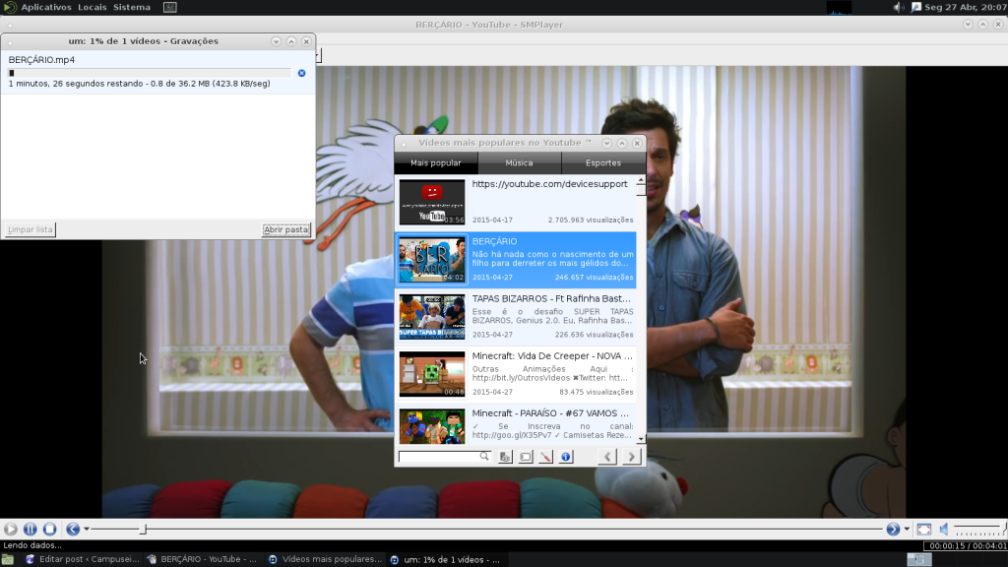 Aplicativos Locais Sistema
Seg 27 Abr, 20:07
BERÇÁRIO - YouTube - SMPlayer
um: 1% de 1 vídeos - Gravações
BERÇÁRIO.mp4
1 minutos, 26 segundos restando - 0.8 de 36.2 MB (423.8 KB/seg)
Limpar lista
Abrir pasta
Vídeos mais populares no Youtube ™
Mais popular Música Esportes
https://youtube.com/devicesupport
YouTube
03:56
2015-04-17 2.705.963 visualizações
BERÇÁRIO
Não há nada como o nascimento de um
filho para derreter os mais gélidos do...
BERÇÁRIO
04:02
2015-04-27 246.657 visualizações
TAPAS BIZARROS - Ft Rafinha Bast...
Esse é o desafio SUPER TAPAS
BIZARROS, Genius 2.0. Eu, Rafinha Bas...
SUPER TAPAS
2015-04-27 226.636 visualizações
Minecraft: Vida De Creeper - NOVA ...
Outras Animações Aqui :
http://bit.ly/OutrosVideos ✖Twitter: htt...
00:48
2015-04-27 83.475 visualizações
Minecraft - PARAÍSO - #67 VAMOS ...
✓ Se Inscreva no canal:
http://goo.gl/X35Pv7 ✓ Camisetas Reze...
Lendo dados...
00:00:15 / 00:04:01
Editar post ‹ Campusei...
BERÇÁRIO - YouTube - ...
Vídeos mais populares...
um: 1% de 1 vídeos - ...